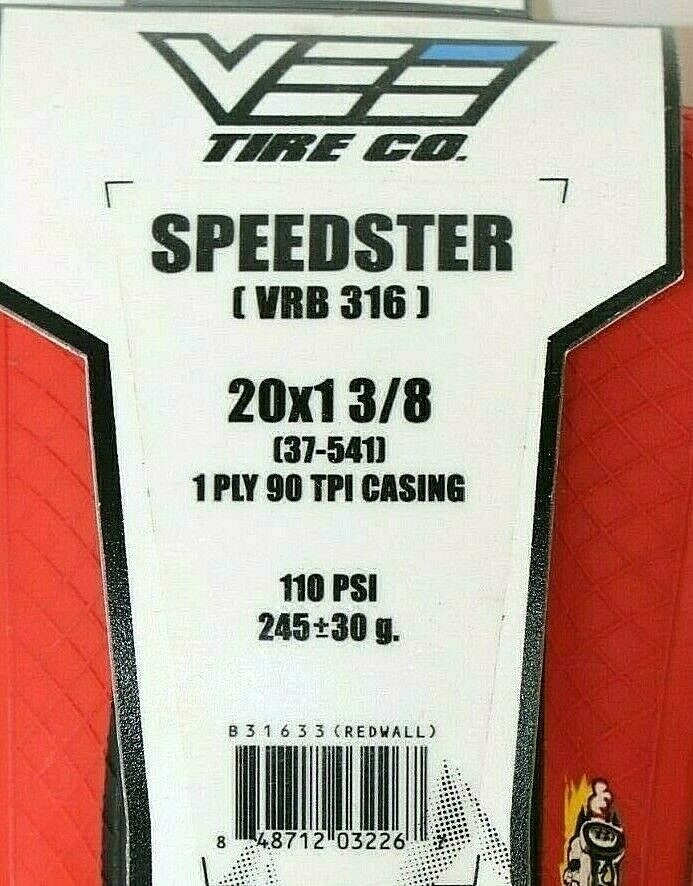 VEE
TIRE CO.
SPEEDSTER
( VRB 316 )
20x1 3/8
(37-541)
1 PLY 90 TPI CASING
110 PSI
245±30 g.
B31633(REDWALL)
8 48712 03226 7